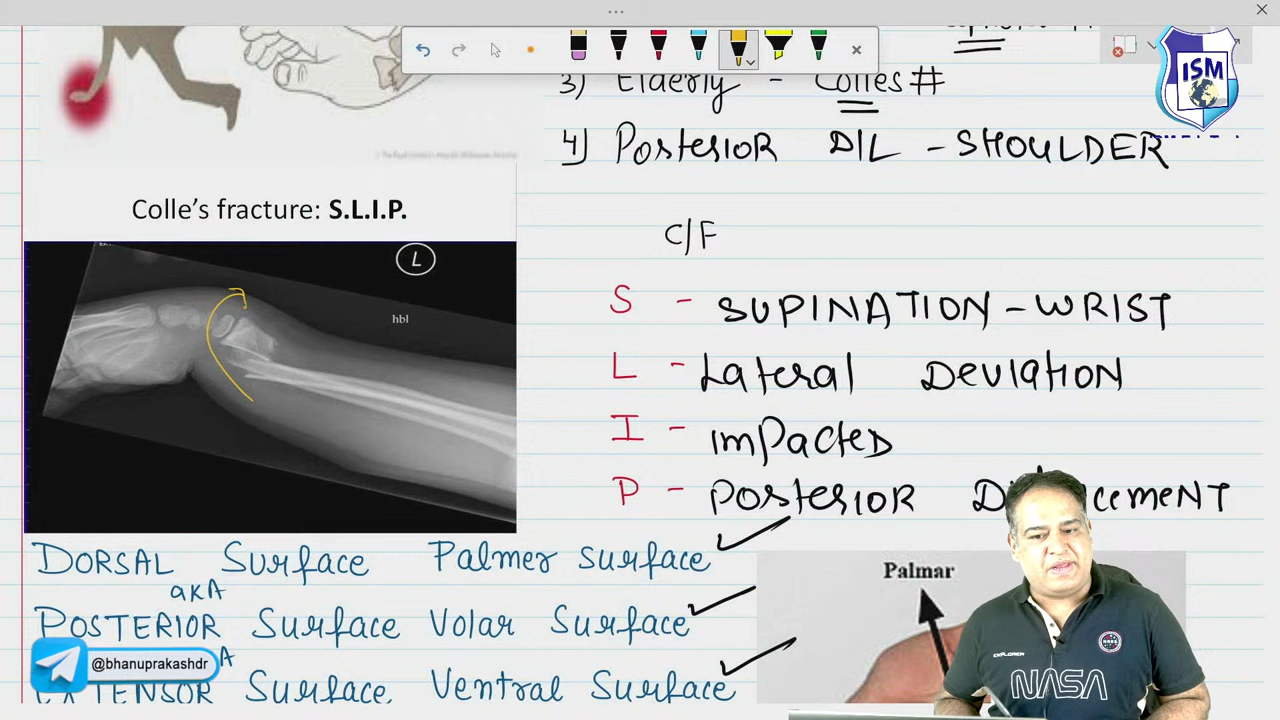 ISM
3) Elderly - Colles #
4) Posterior D/L - SHOULDER
Colle's fracture: S.L.I.P.
C/F
L
hbl
S - SUPINATION - WRIST
L - Lateral Deviation
I - impacted
P - Posterior
DORSAL Surface Palmer surface
aKA
POSTERIOR Surface Volar Surface
@bhanuprakashdr
Surface Ventral Surface
Palmar
EXPLORER
NASA